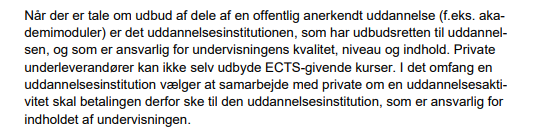 Når der er tale om udbud af dele af en offentlig anerkendt uddannelse (f.eks. aka-
demimoduler) er det uddannelsesinstitutionen, som har udbudsretten til uddannel-
sen, og som er ansvarlig for undervisningens kvalitet, niveau og indhold. Private
underleverandører kan ikke selv udbyde ECTS-givende kurser. I det omfang en
uddannelsesinstitution vælger at samarbejde med private om en uddannelsesakti-
vitet skal betalingen derfor ske til den uddannelsesinstitution, som er ansvarlig for
indholdet af undervisningen.